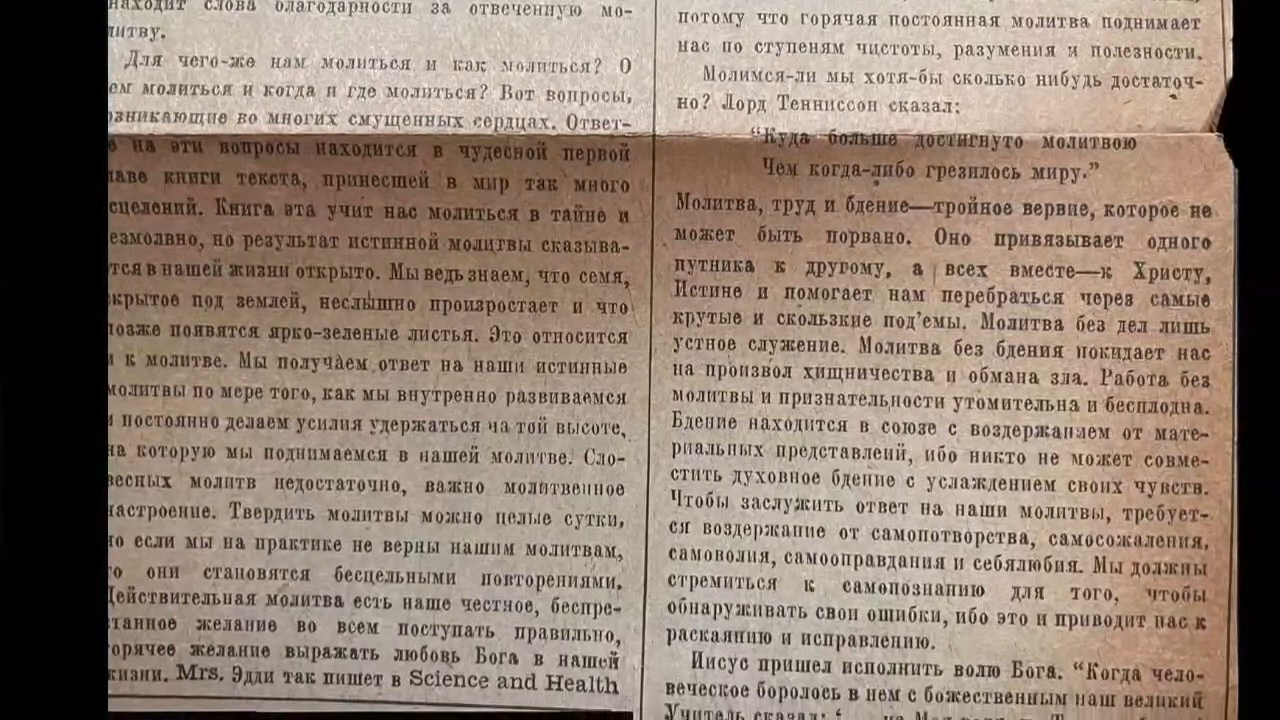 находит слова благодарности за отвеченную мо-
литву.
Для чего-же нам молиться и как молиться? О
ем молиться и когда и где молиться? Вот вопросы,
озникающие во многих смущенных сердцах. Ответ-
е на эти вопросы находится в чудесной первой
лаве книги текста, принесшей в мир так много
сцелений. Книга эта учит нас молиться в тайне и
езмолвно, но результат истинной молитвы сказыва-
тся в нашей жизни открыто. Мы ведь знаем, что семя,
крытое под землей, неслышно произростает и что
позже появятся ярко-зеленые листья. Это относится
и к молитве. Мы получаем ответ на наши истинные
молитвы по мере того, как мы внутренно развиваемся
и постоянно делаем усилия удержаться на той высоте,
на которую мы поднимаемся в нашей молитве. Сло-
весных молитв недостаточно, важно молитвенное
настроение. Твердить молитвы можно целые сутки,
но если мы на практике не верны нашим молитвам,
то они становятся бесцельными повторениями.
Действительная молитва есть наше честное, беспре-
станное желание во всем поступать правильно,
горячее желание выражать любовь Бога в нашей
жизни. Mrs. Эдди так пишет в Science and Health
потому что горячая постоянная молитва поднимает
нас по ступеням чистоты, разумения и полезности.
Молимся-ли мы хотя-бы сколько нибудь достаточ-
но? Лорд Тенниссон сказал:
"Куда больше достигнуто молитвою
Чем когда-либо грезилось миру."
Молитва, труд и бдение—тройное вервие, которое не
может быть порвано. Оно привязывает одного
путника к другому, а всех вместе—к Христу,
Истине и помогает нам перебраться через самые
крутые и скользкие под'емы. Молитва без дел лишь
устное служение. Молитва без бдения покидает нас
на произвол хищничества и обмана зла. Работа без
молитвы и признательности утомительна и бесплодна.
Бдение находится в союзе с воздержанием от мате-
риальных представлений, ибо никто не может совме-
стить духовное бдение с услаждением своих чувств.
Чтобы заслужить ответ на наши молитвы, требует-
ся воздержание от самопотворства, самосожаления,
самоволия, самооправдания и себялюбия. Мы должны
стремиться к самопознанию для того, чтобы
обнаруживать свои ошибки, ибо это и приводит нас к
раскаянию и исправлению.
Иисус пришел исполнить волю Бога. "Когда чело-
веческое боролось в нем с божественным наш великий
Учитель сказал: